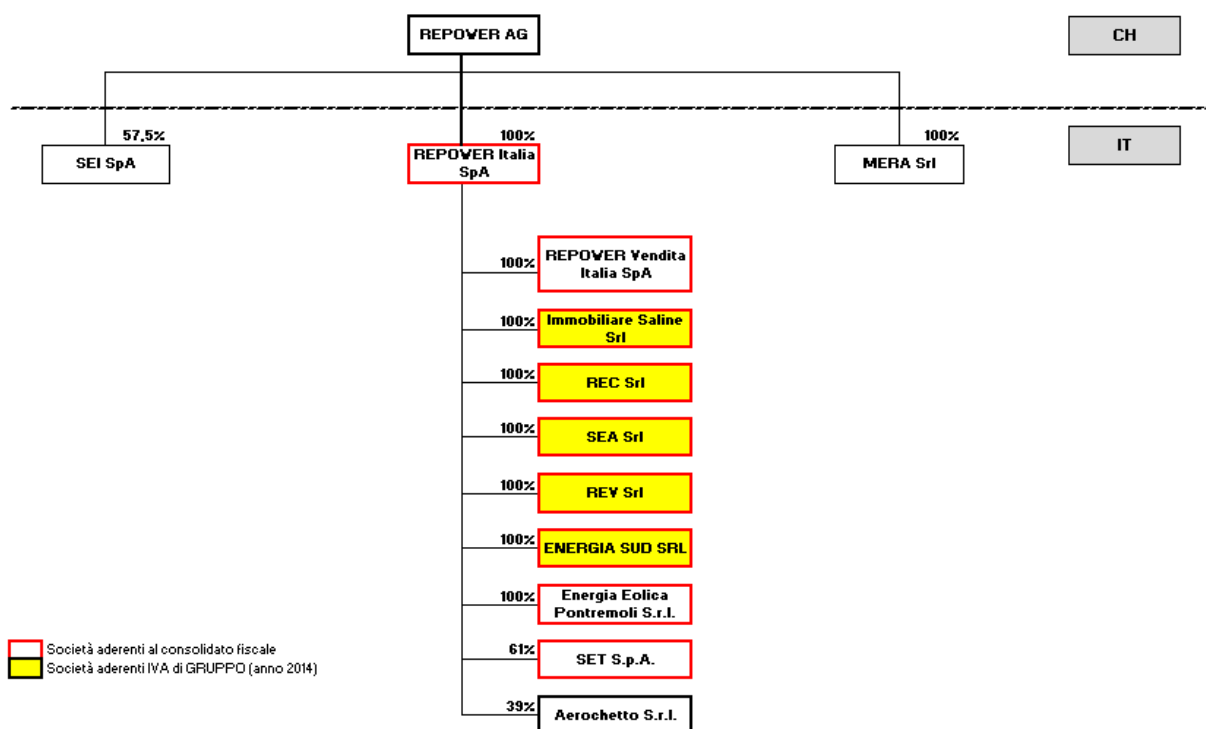 REPOWER AG
CH
57,5%
100%
100%
SEI SpA
REPOWER Italia
SpA
MERA Srl
IT
100%
REPOWER Vendita
Italia SpA
100%
Immobiliare Saline
Srl
100%
REC Srl
100%
SEA Srl
100%
REV Srl
100%
ENERGIA SUD SRL
100%
Energia Eolica
Pontremoli S.r.l.
61%
SET S.p.A.
39%
Aerochetto S.r.l.
Società aderenti al consolidato fiscale
Società aderenti IVA di GRUPPO (anno 2014)